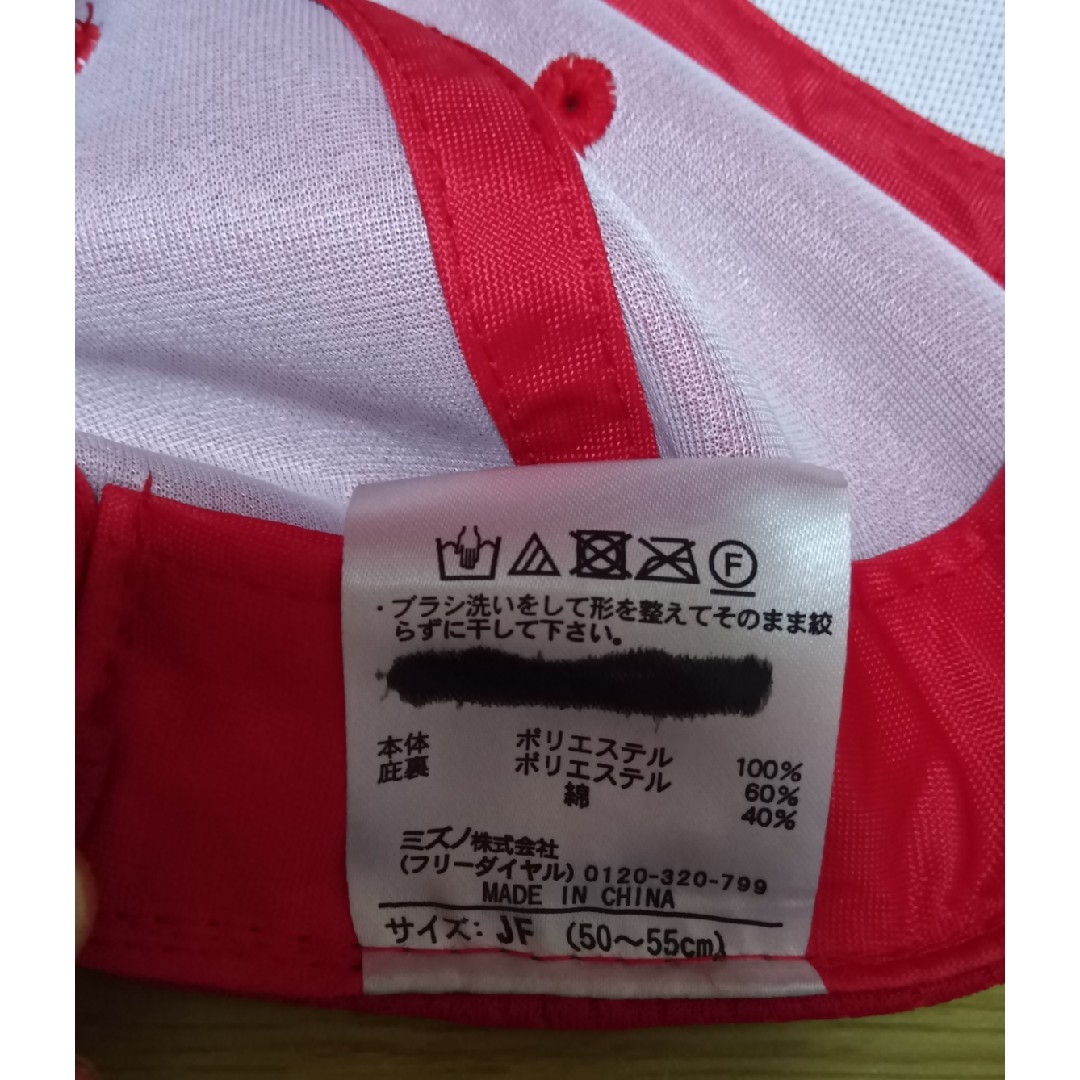 F
・ブラシ洗いをして形を整えてそのまま絞
らずに干して下さい。
本体 ポリエステル 100%
庇裏 ポリエステル 60%
綿 40%
ミズノ株式会社
(フリーダイヤル) 0120-320-799
MADE IN CHINA
サイズ: JF (50～55cm)